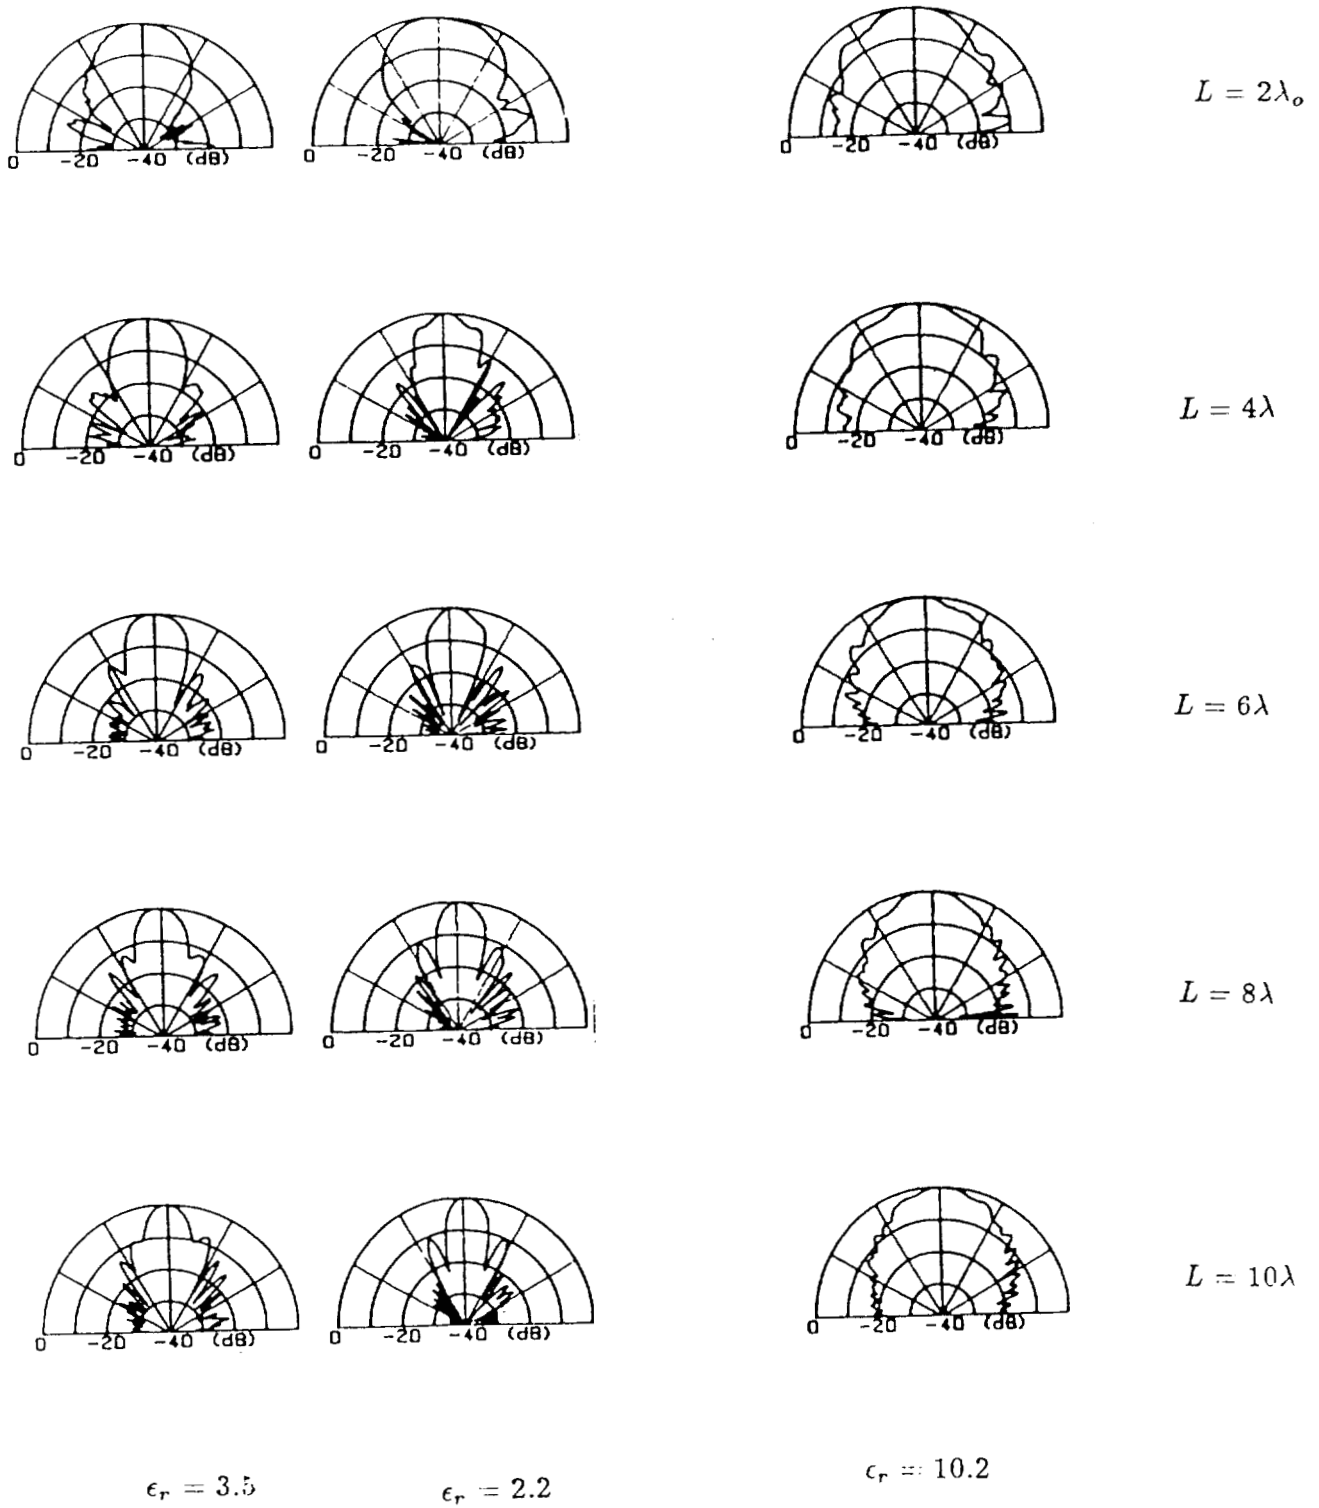 0 -20 -40 (dB) 0 -20 -40 (dB) 0 -20 -40 (dB) L = 2λₒ
0 -20 -40 (dB) 0 -20 -40 (dB) 0 -20 -40 (dB) L = 4λ
0 -20 -40 (dB) 0 -20 -40 (dB) 0 -20 -40 (dB) L = 6λ
0 -20 -40 (dB) 0 -20 -40 (dB) 0 -20 -40 (dB) L = 8λ
0 -20 -40 (dB) 0 -20 -40 (dB) 0 -20 -40 (dB) L = 10λ
ϵᵣ = 3.5 ϵᵣ = 2.2 ϵᵣ = 10.2